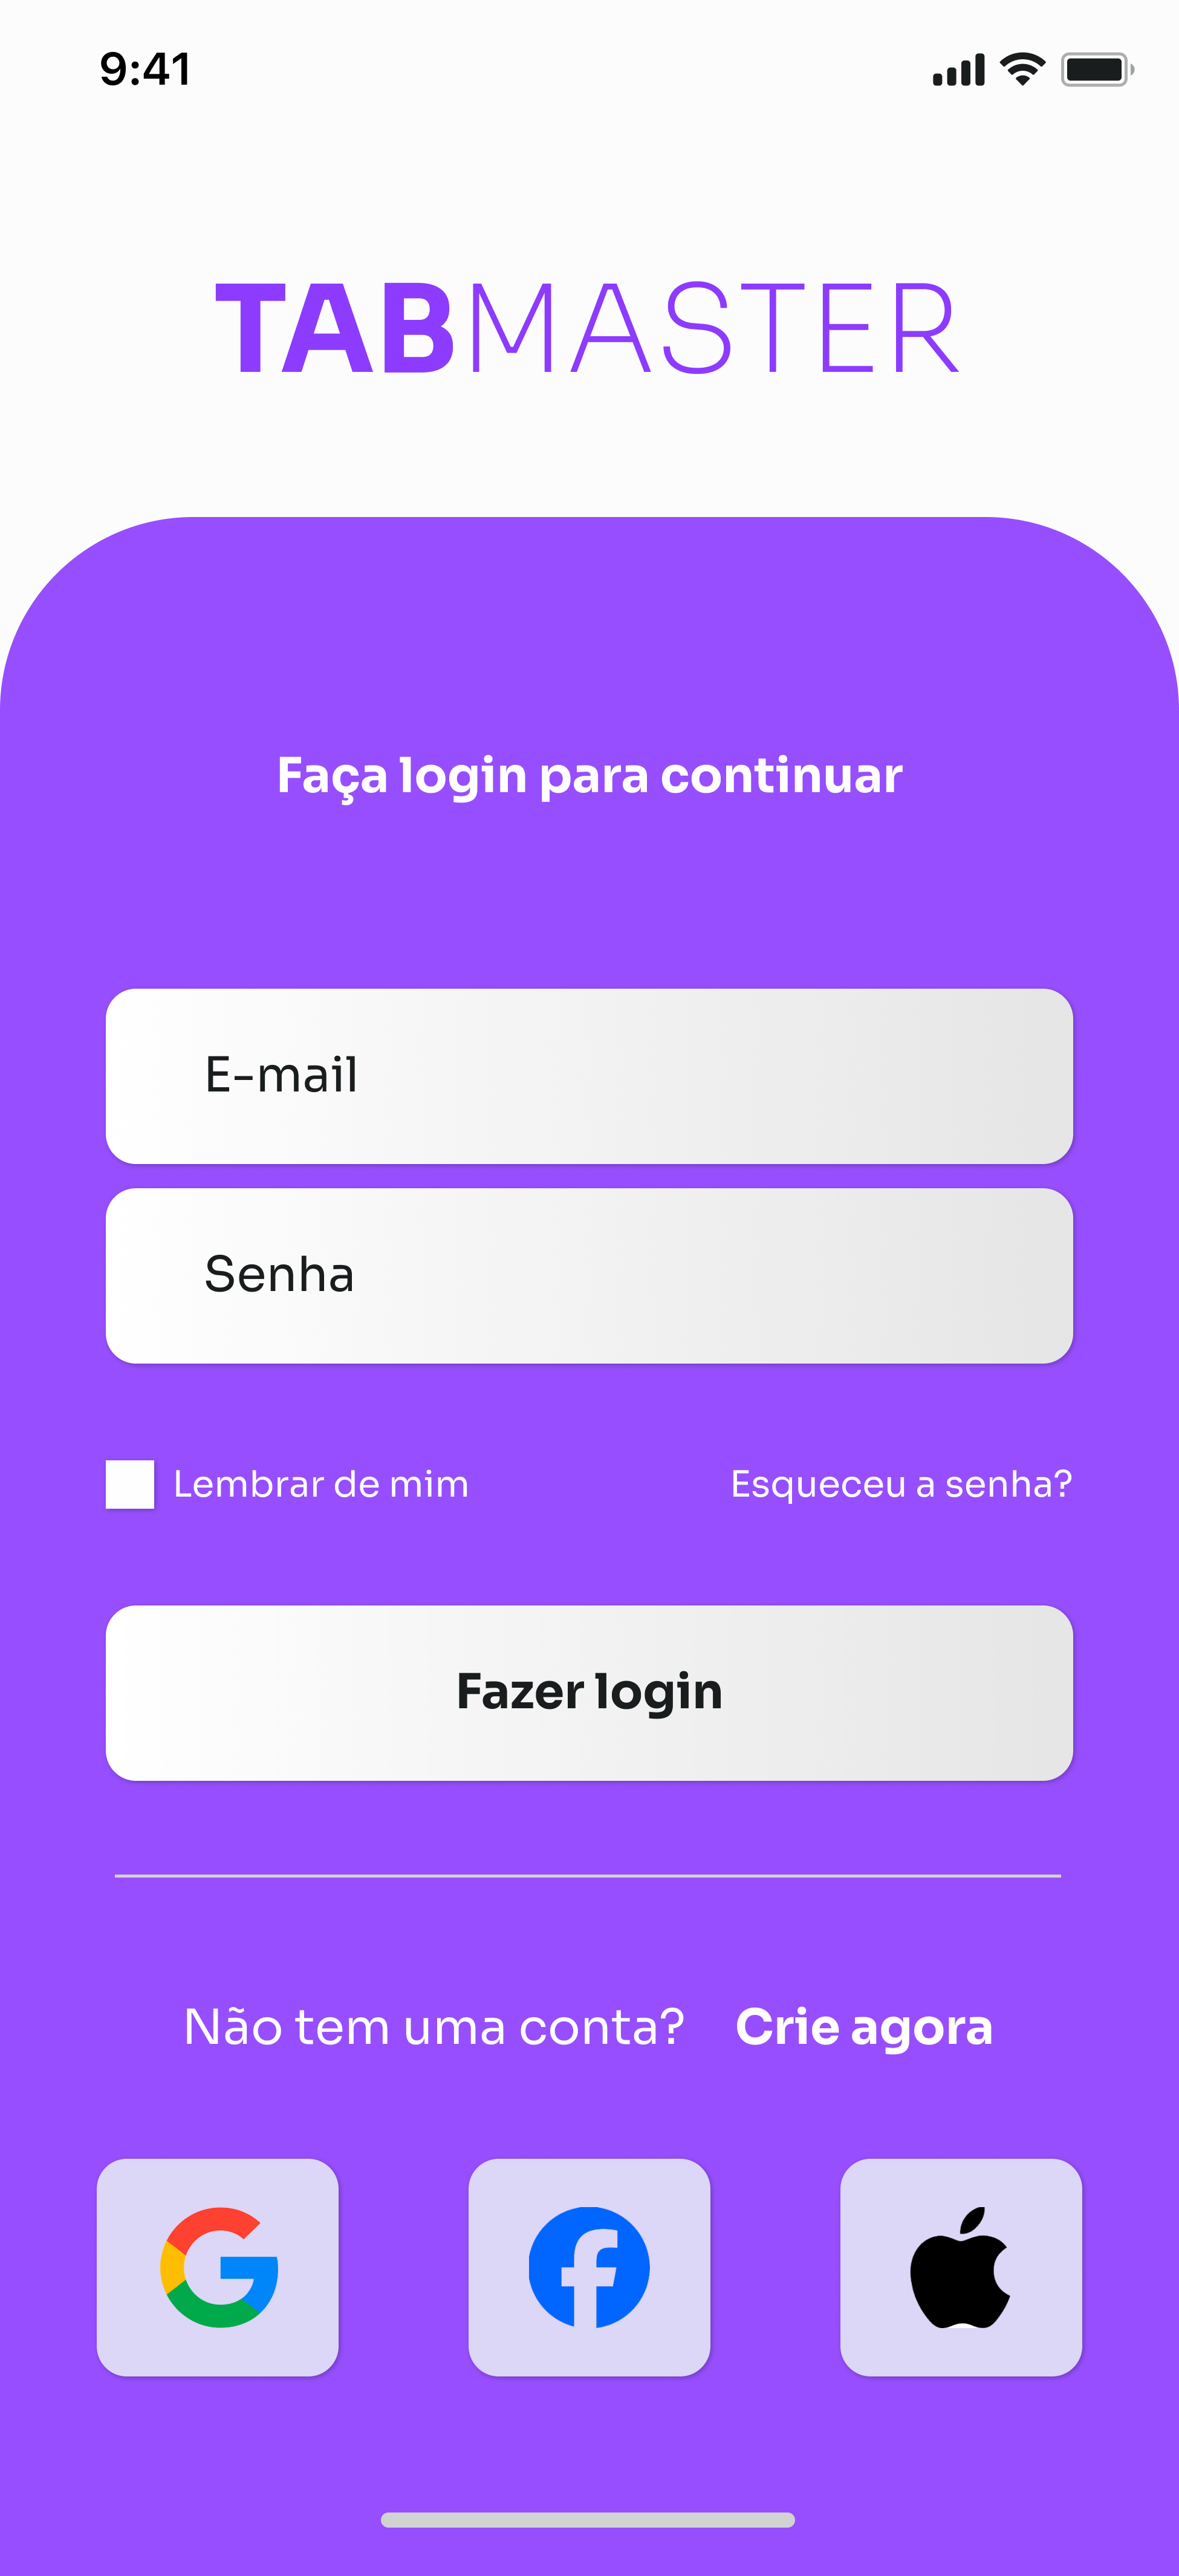 9:41
TABMASTER
Faça login para continuar
E-mail
Senha
Lembrar de mim
Esqueceu a senha?
Fazer login
Não tem uma conta? Crie agora